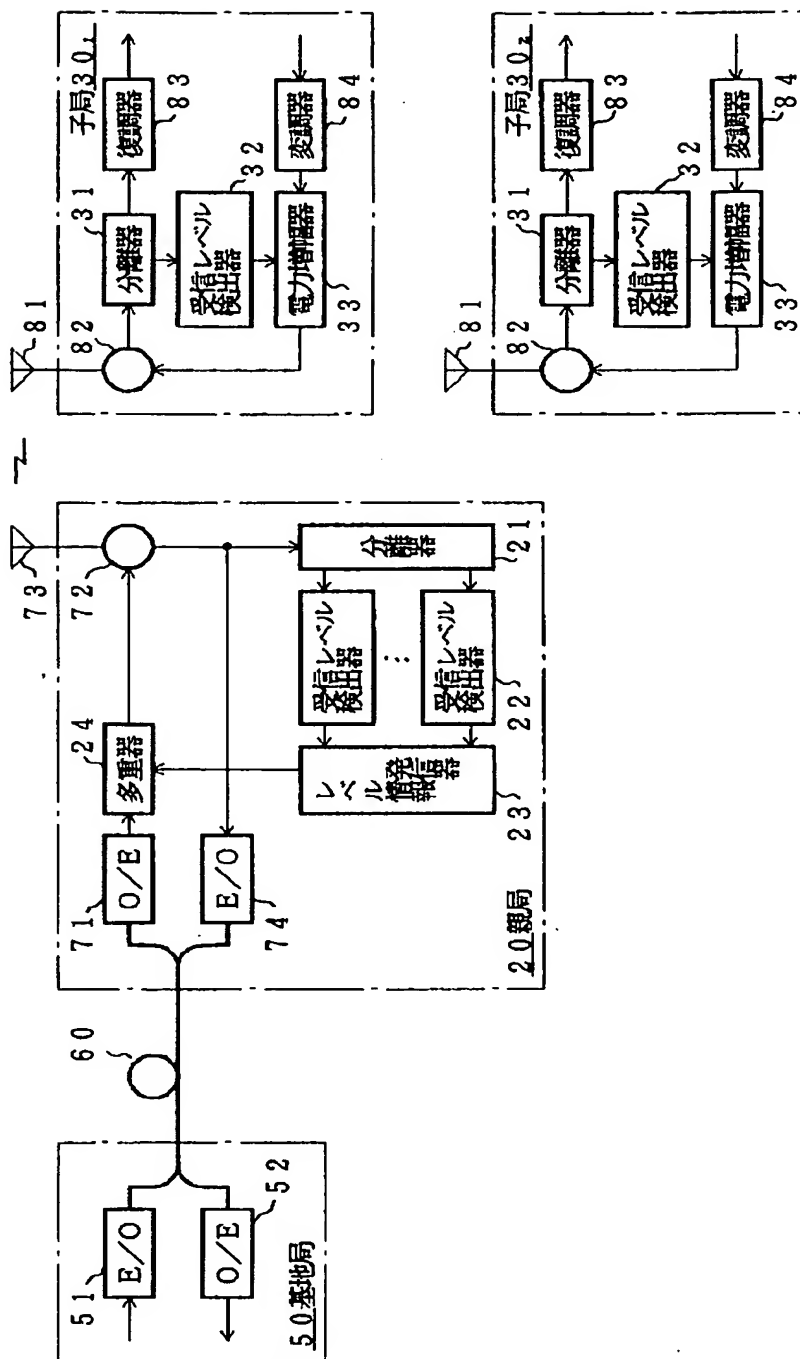 51
E/O
O/E
52
50基地局
60
71
O/E
E/O
74
24
多重器
73
72
分離器
21
受信レベル
検出器
受信レベル
検出器
22
レベル情報
発信器
23
20親局
子局30₁
81
82
31
分離器
復調器
83
受信レベル
検出器
32
電力増幅器
33
変調器
84
子局30₂
81
82
31
分離器
復調器
83
受信レベル
検出器
32
電力増幅器
33
変調器
84